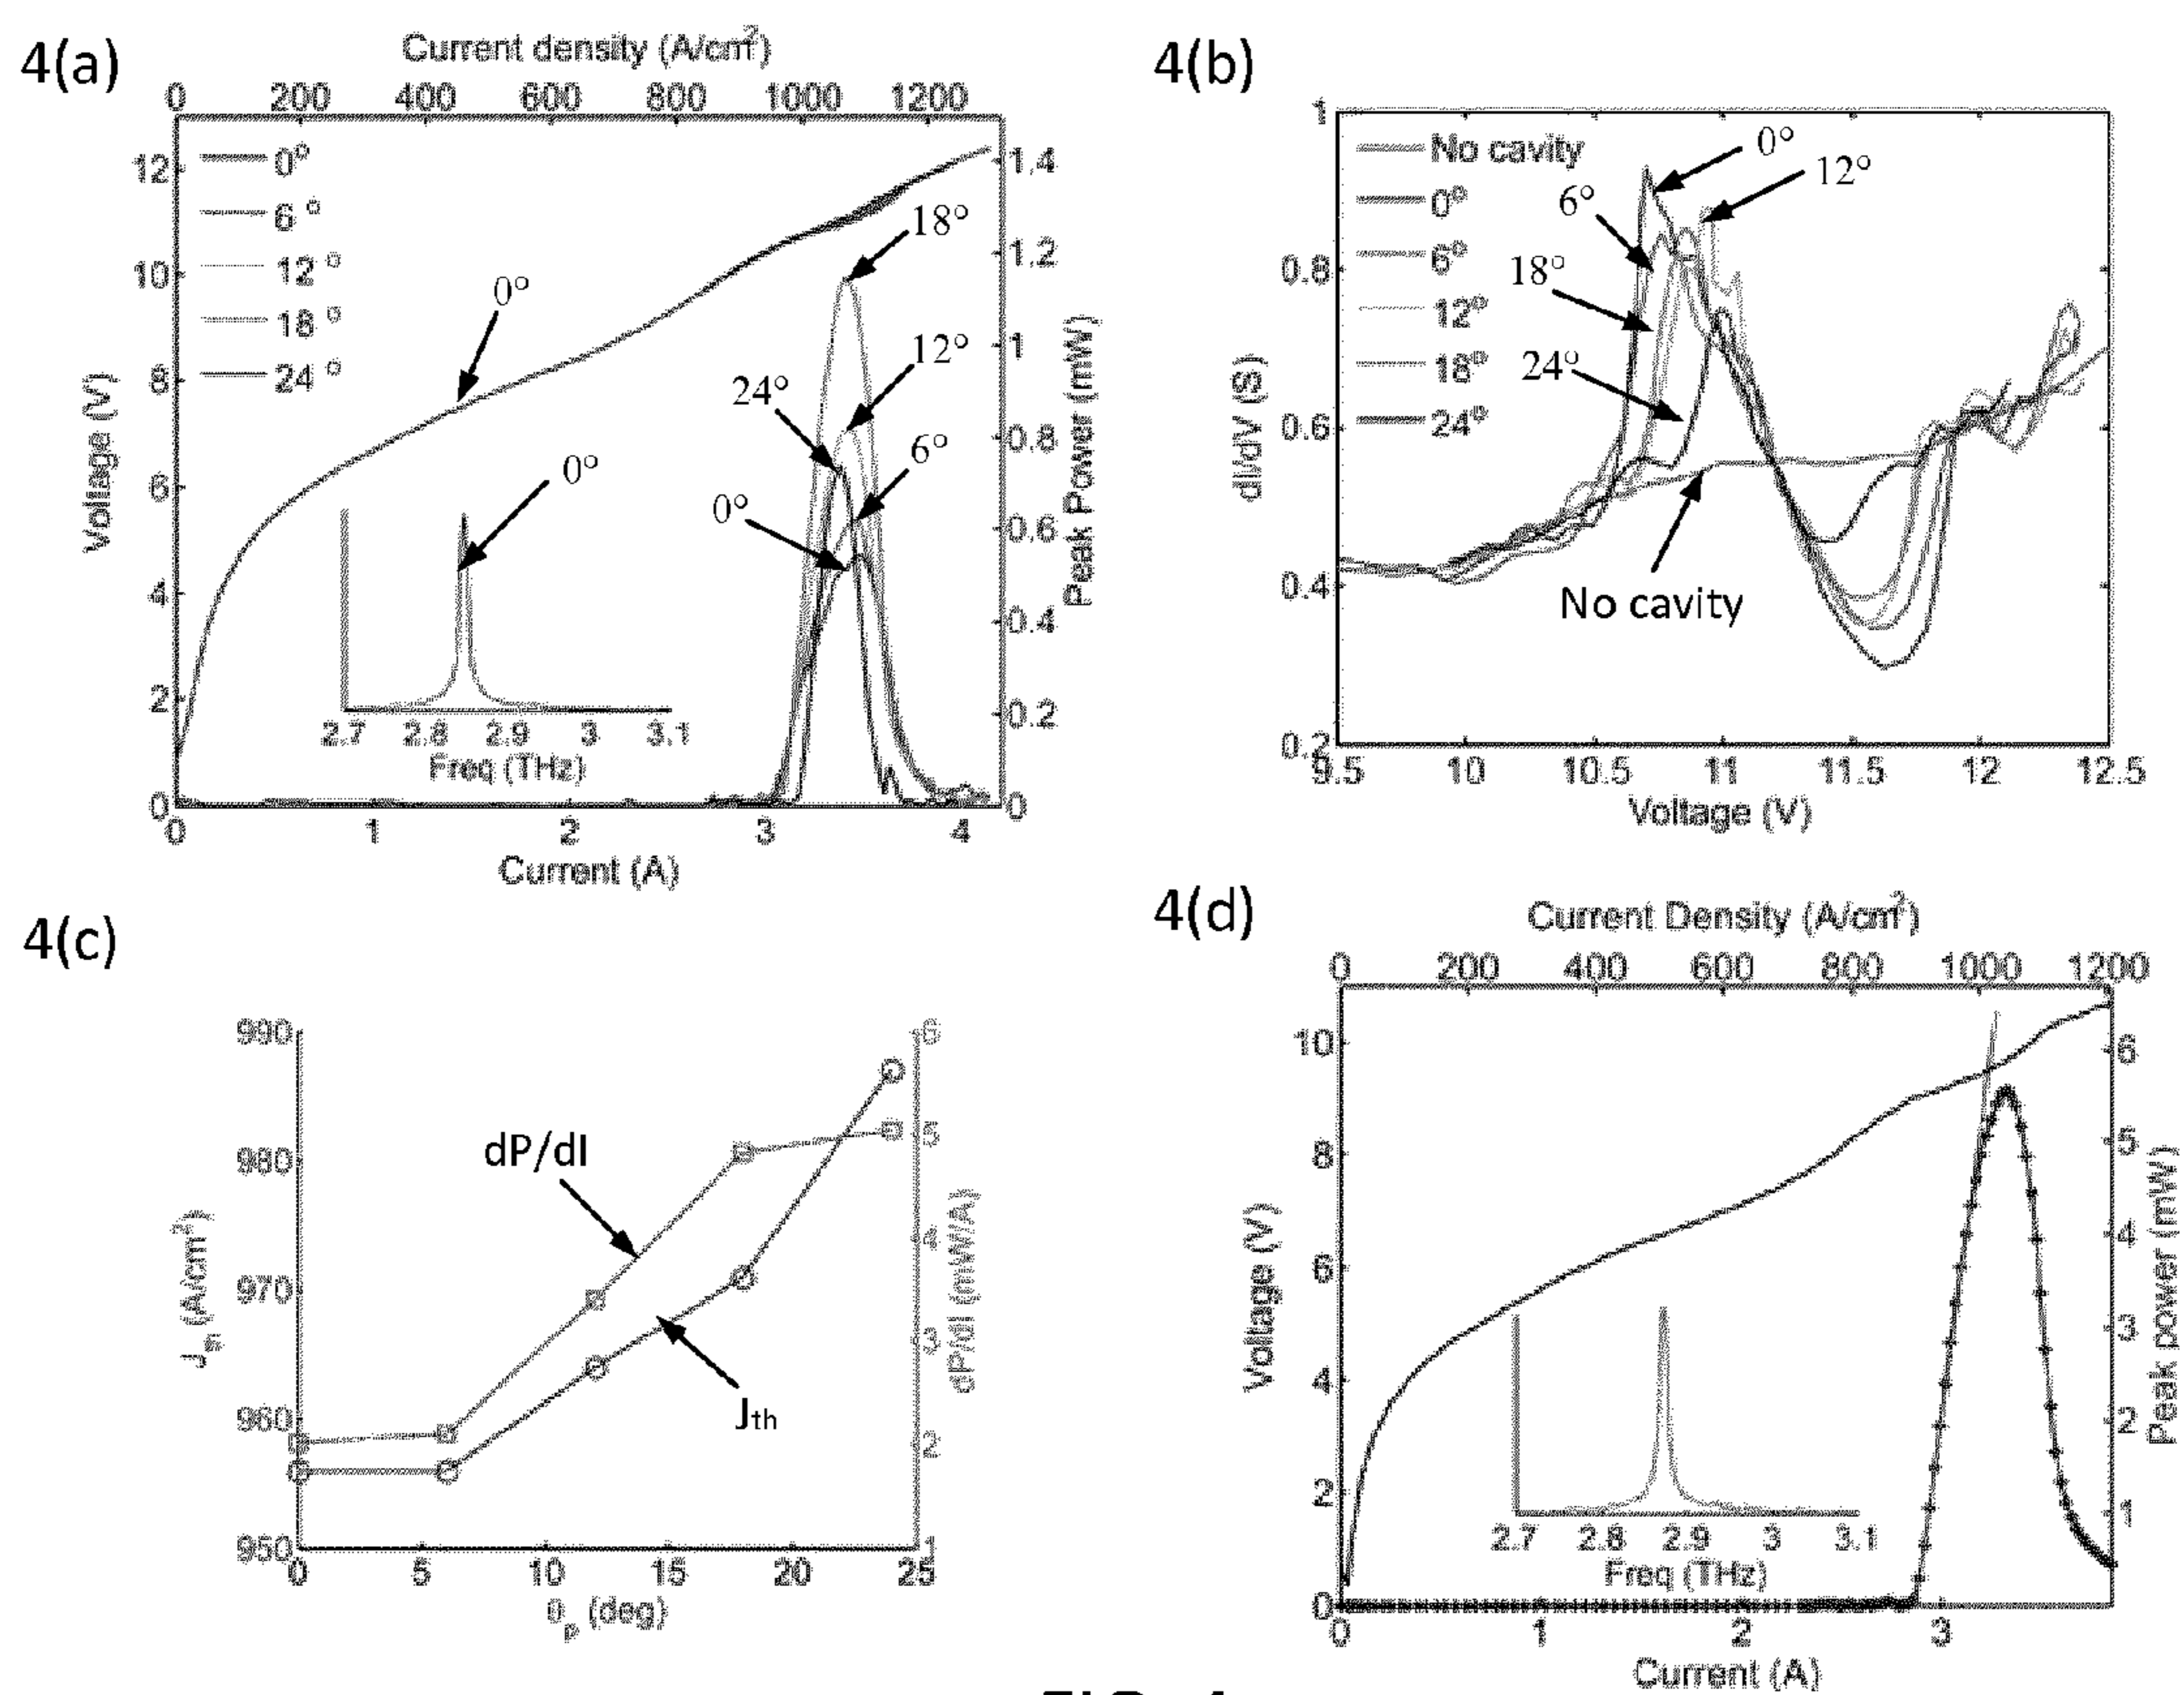 4(a)
Current density (A/cm²)
0 200 400 600 800 1000 1200
Voltage (V)
12
10
8
6
4
2
0
0°
6°
12°
18°
24°
0°
0°
18°
12°
24°
6°
0°
1.4
1.2
1
0.8
0.6
0.4
0.2
0
Peak Power (mW)
2.7 2.8 2.9 3 3.1
Freq (THz)
0 1 2 3 4
Current (A)
4(b)
dI/dV (S)
1
0.8
0.6
0.4
0.2
No cavity
0°
6°
12°
18°
24°
0°
12°
6°
18°
24°
No cavity
9.5 10 10.5 11 11.5 12 12.5
Voltage (V)
4(c)
J_th (A/cm²)
990
980
970
960
950
dP/dI
Jth
6
5
4
3
2
1
dP/dI (mW/A)
0 5 10 15 20 25
θ_p (deg)
4(d)
Current Density (A/cm²)
0 200 400 600 800 1000 1200
Voltage (V)
10
8
6
4
2
0
6
5
4
3
2
1
Peak power (mW)
2.7 2.8 2.9 3 3.1
Freq (THz)
0 1 2 3
Current (A)